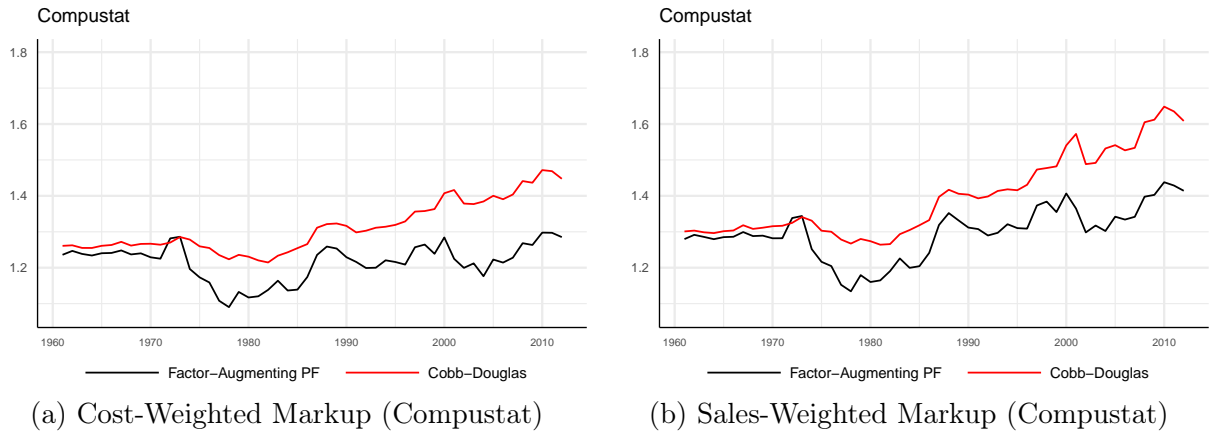 Compustat
1.8
1.6
1.4
1.2
1960 1970 1980 1990 2000 2010
Factor−Augmenting PF Cobb−Douglas
(a) Cost-Weighted Markup (Compustat)
Compustat
1.8
1.6
1.4
1.2
1960 1970 1980 1990 2000 2010
Factor−Augmenting PF Cobb−Douglas
(b) Sales-Weighted Markup (Compustat)